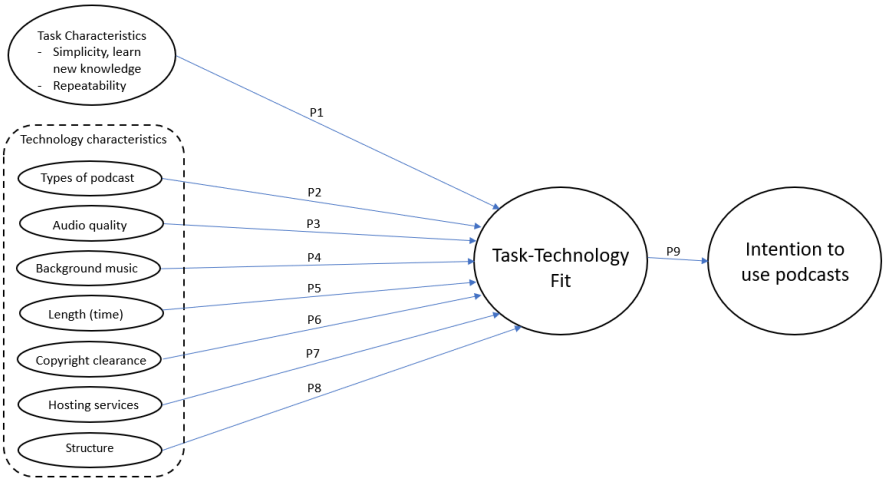 Task Characteristics
- Simplicity, learn
new knowledge
- Repeatability
P1
Technology characteristics
Types of podcast
P2
Audio quality
P3
Background music
P4
Length (time)
P5
Copyright clearance
P6
Hosting services
P7
Structure
P8
Task-Technology
Fit
P9
Intention to
use podcasts